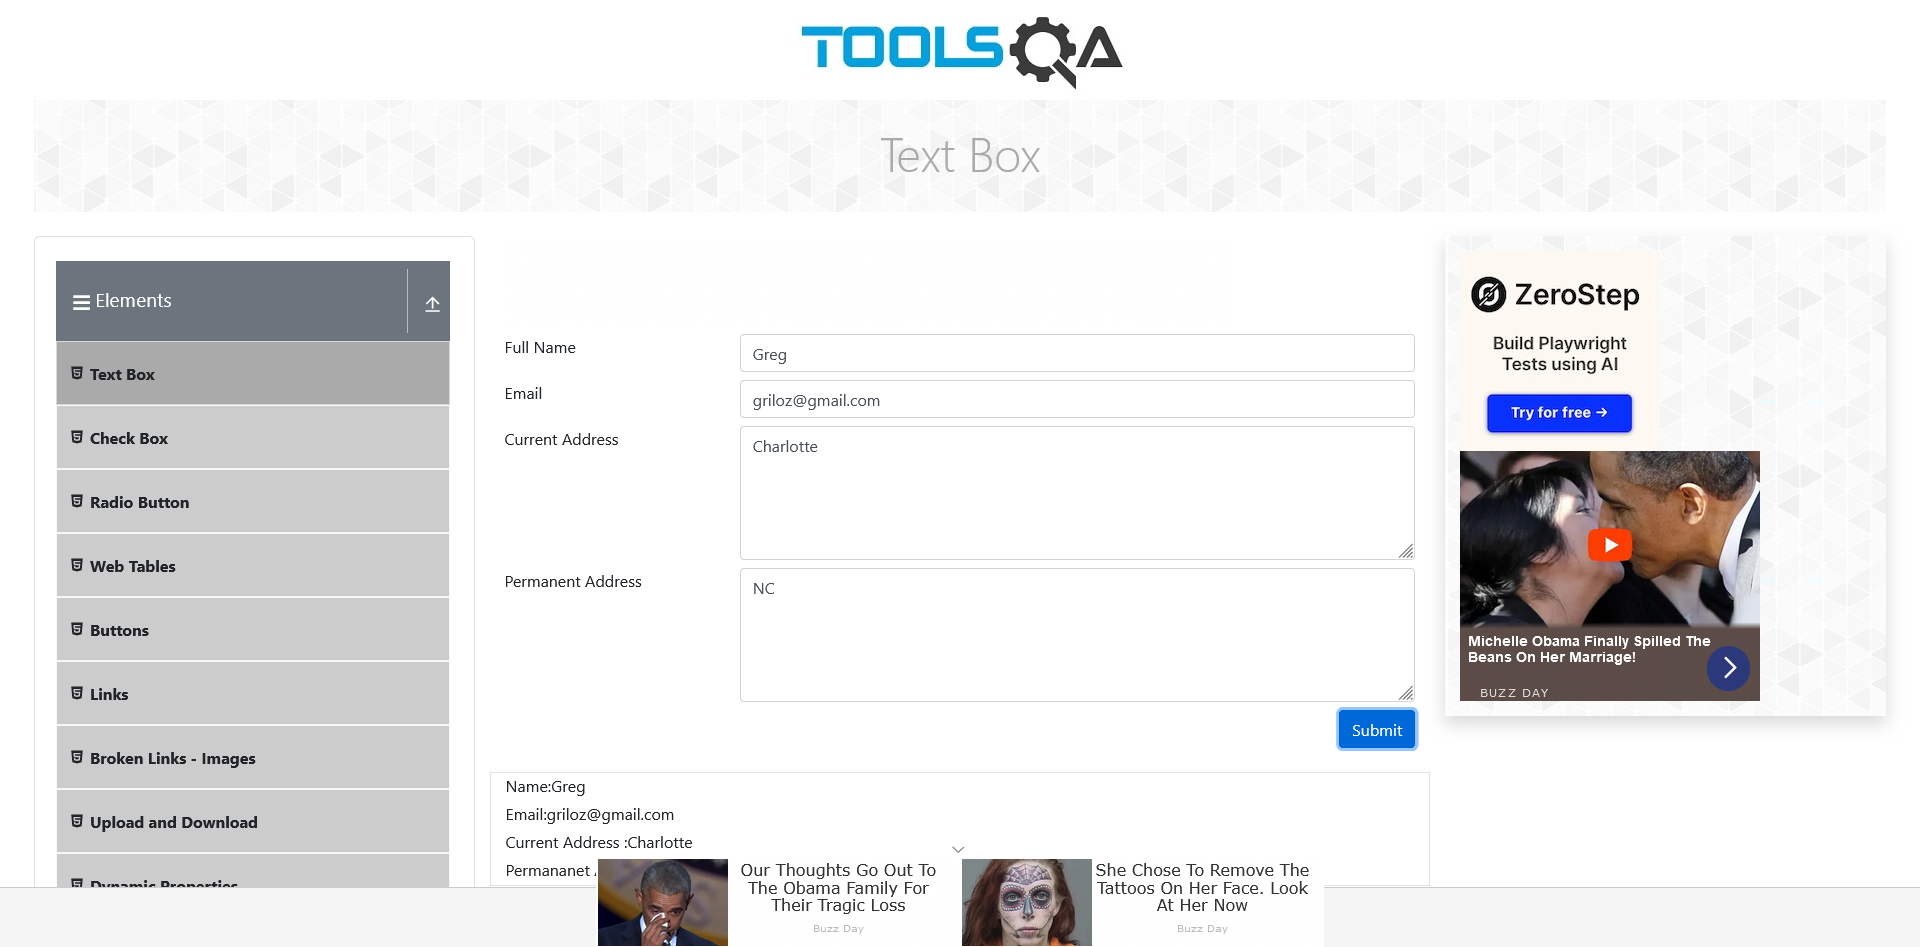 TOOLSQA
Text Box
Elements
Text Box
Check Box
Radio Button
Web Tables
Buttons
Links
Broken Links - Images
Upload and Download
Dynamic Properties
Full Name
Greg
Email
griloz@gmail.com
Current Address
Charlotte
Permanent Address
NC
Submit
Name:Greg
Email:griloz@gmail.com
Current Address :Charlotte
Permananet
ZeroStep
Build Playwright
Tests using AI
Try for free →
Michelle Obama Finally Spilled The
Beans On Her Marriage!
BUZZ DAY
Our Thoughts Go Out To
The Obama Family For
Their Tragic Loss
Buzz Day
She Chose To Remove The
Tattoos On Her Face. Look
At Her Now
Buzz Day